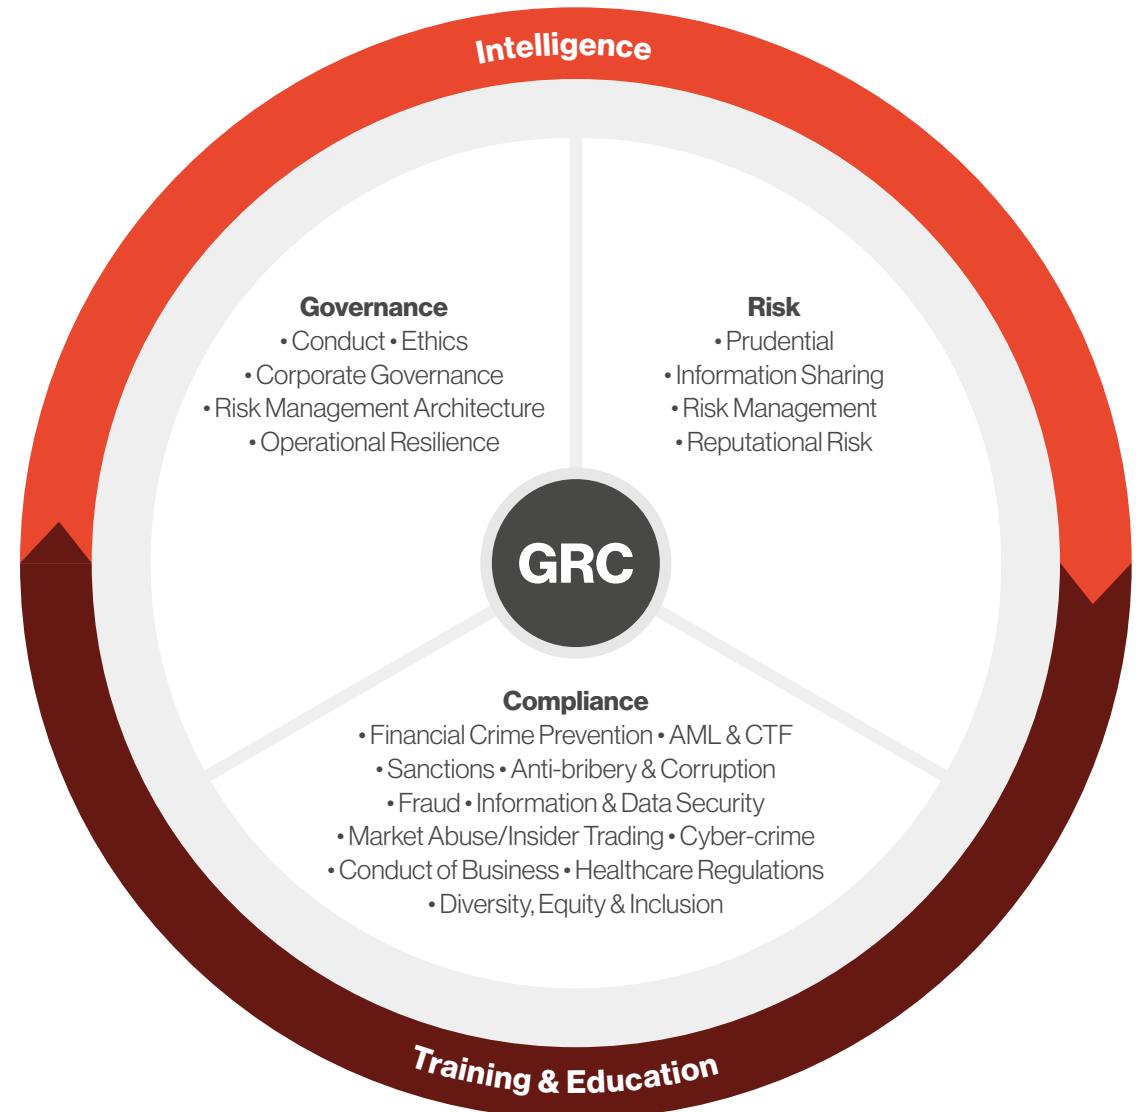 Intelligence
Governance
• Conduct • Ethics
• Corporate Governance
• Risk Management Architecture
• Operational Resilience
Risk
• Prudential
• Information Sharing
• Risk Management
• Reputational Risk
GRC
Compliance
• Financial Crime Prevention • AML & CTF
• Sanctions • Anti-bribery & Corruption
• Fraud • Information & Data Security
• Market Abuse/Insider Trading • Cyber-crime
• Conduct of Business • Healthcare Regulations
• Diversity, Equity & Inclusion
Training & Education